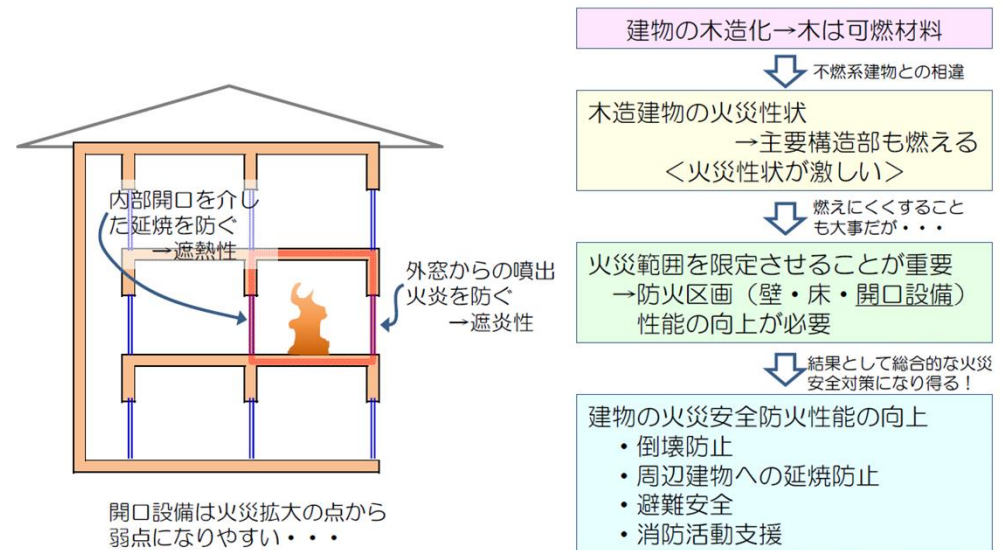 内部開口を介し
た延焼を防ぐ
→遮熱性
外窓からの噴出
火炎を防ぐ
→遮炎性
開口設備は火災拡大の点から
弱点になりやすい・・・
建物の木造化→木は可燃材料
不燃系建物との相違
木造建物の火災性状
→主要構造部も燃える
＜火災性状が激しい＞
燃えにくくすること
も大事だが・・・
火災範囲を限定させることが重要
→防火区画（壁・床・開口設備）
性能の向上が必要
結果として総合的な火災
安全対策になり得る！
建物の火災安全防火性能の向上
・倒壊防止
・周辺建物への延焼防止
・避難安全
・消防活動支援